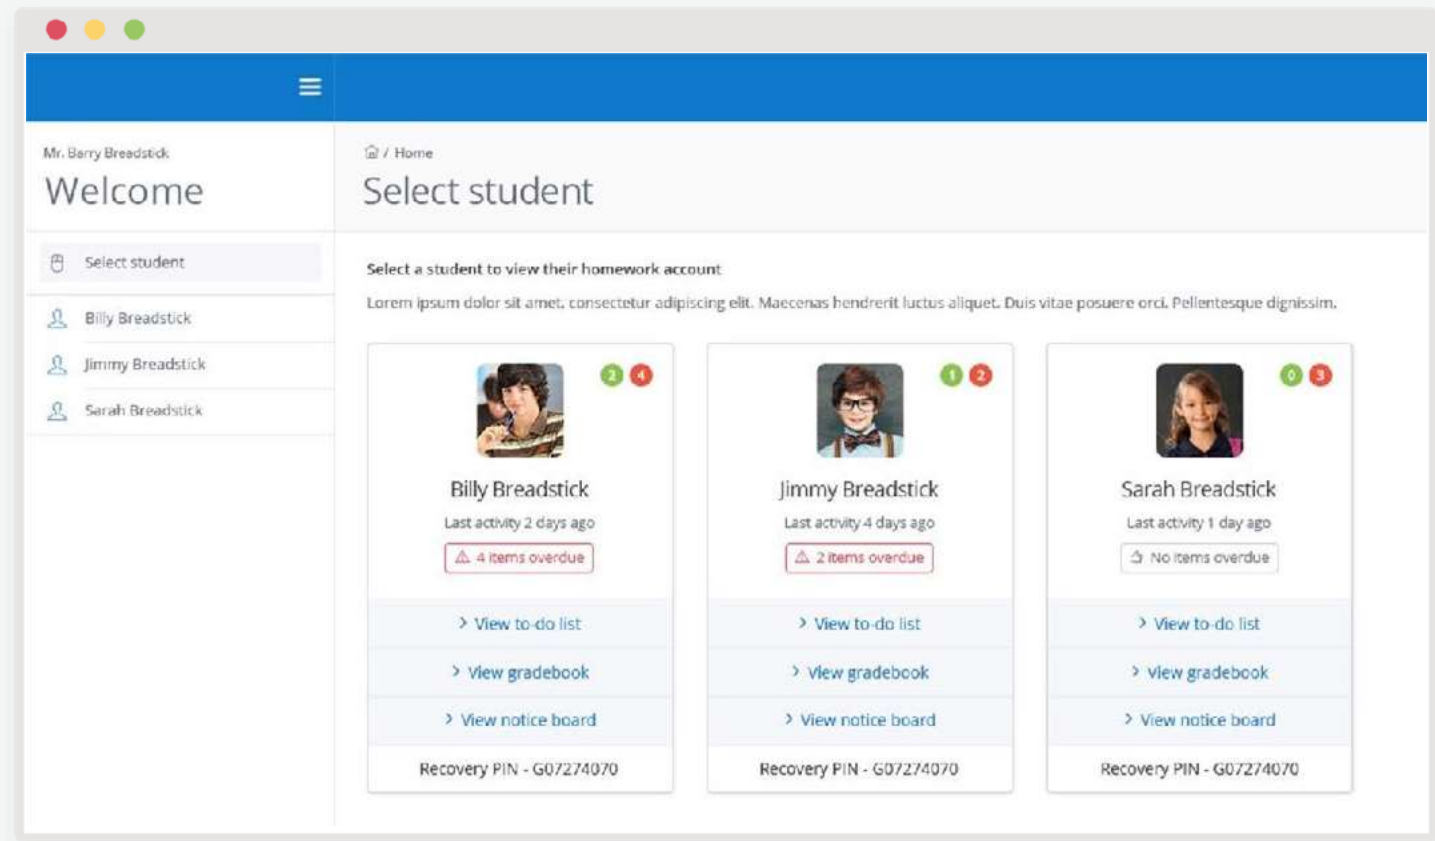 Mr. Barry Breadstick
Welcome
Select student
Billy Breadstick
Jimmy Breadstick
Sarah Breadstick
/ Home
Select student
Select a student to view their homework account
Lorem ipsum dolor sit amet, consectetur adipiscing elit. Maecenas hendrerit luctus aliquet. Duis vitae posuere orci. Pellentesque dignissim.
2 4
Billy Breadstick
Last activity 2 days ago
4 items overdue
> View to-do list
> View gradebook
> View notice board
Recovery PIN - G07274070
1 2
Jimmy Breadstick
Last activity 4 days ago
2 items overdue
> View to-do list
> View gradebook
> View notice board
Recovery PIN - G07274070
0 3
Sarah Breadstick
Last activity 1 day ago
No items overdue
> View to-do list
> View gradebook
> View notice board
Recovery PIN - G07274070